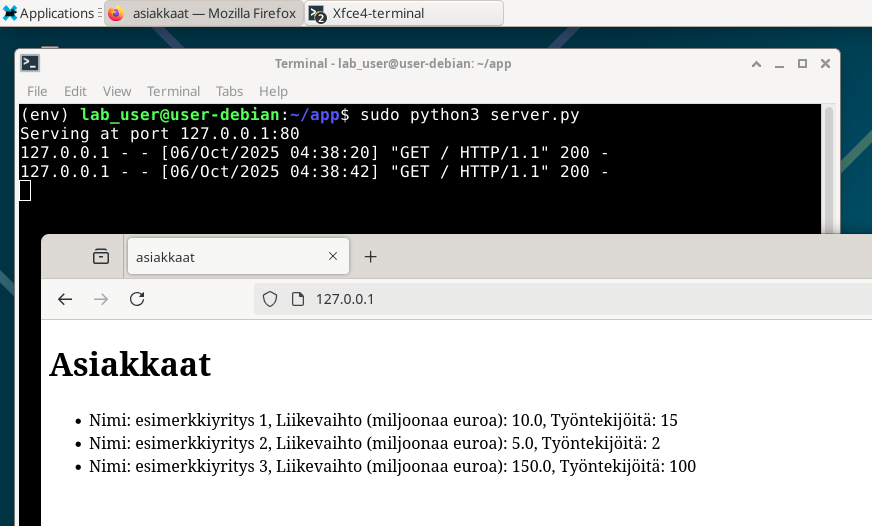 Applications
asiakkaat — Mozilla Firefox
2
Xfce4-terminal
Terminal - lab_user@user-debian: ~/app
File Edit View Terminal Tabs Help
(env) lab_user@user-debian:~/app$ sudo python3 server.py
Serving at port 127.0.0.1:80
127.0.0.1 - - [06/Oct/2025 04:38:20] "GET / HTTP/1.1" 200 -
127.0.0.1 - - [06/Oct/2025 04:38:42] "GET / HTTP/1.1" 200 -
asiakkaat
127.0.0.1
Asiakkaat
• Nimi: esimerkkiyritys 1, Liikevaihto (miljoonaa euroa): 10.0, Työntekijöitä: 15
• Nimi: esimerkkiyritys 2, Liikevaihto (miljoonaa euroa): 5.0, Työntekijöitä: 2
• Nimi: esimerkkiyritys 3, Liikevaihto (miljoonaa euroa): 150.0, Työntekijöitä: 100